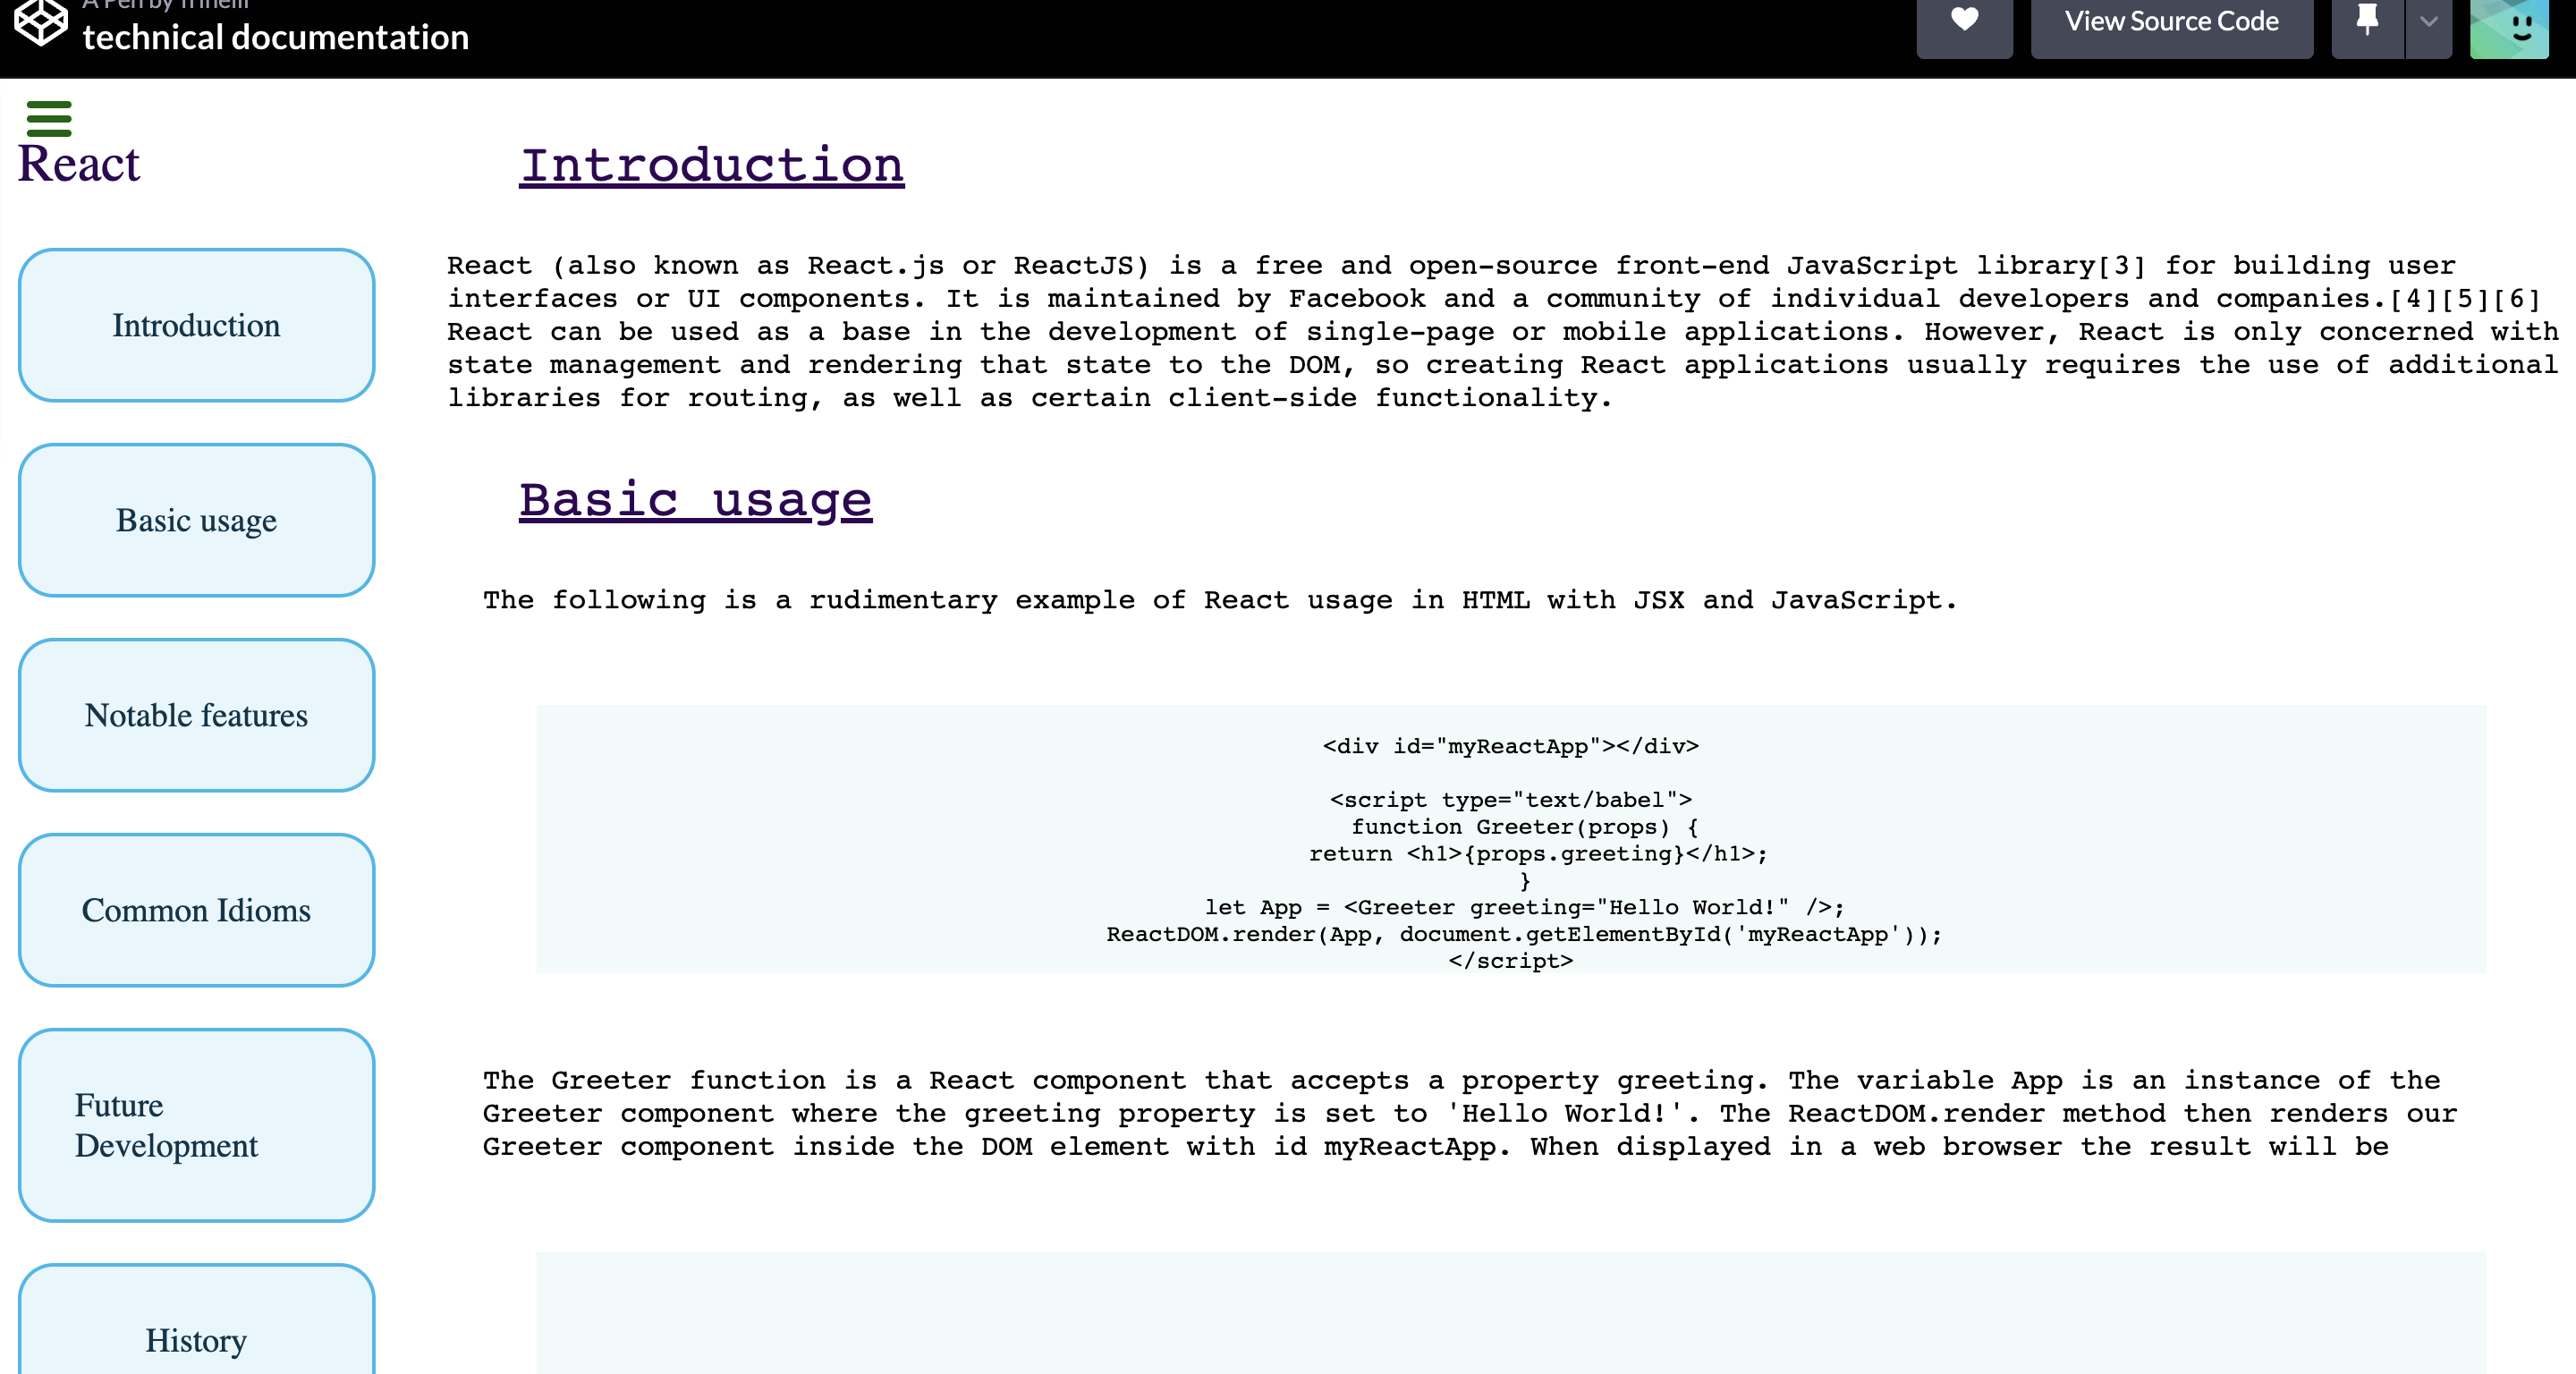 A Pen by
technical documentation
View Source Code
React
Introduction
Basic usage
Notable features
Common Idioms
Future
Development
History
Introduction
React (also known as React.js or ReactJS) is a free and open-source front-end JavaScript library[3] for building user
interfaces or UI components. It is maintained by Facebook and a community of individual developers and companies.[4][5][6]
React can be used as a base in the development of single-page or mobile applications. However, React is only concerned with
state management and rendering that state to the DOM, so creating React applications usually requires the use of additional
libraries for routing, as well as certain client-side functionality.
Basic usage
The following is a rudimentary example of React usage in HTML with JSX and JavaScript.
<div id="myReactApp"></div>
<script type="text/babel">
function Greeter(props) {
return <h1>{props.greeting}</h1>;
}
let App = <Greeter greeting="Hello World!" />;
ReactDOM.render(App, document.getElementById('myReactApp'));
</script>
The Greeter function is a React component that accepts a property greeting. The variable App is an instance of the
Greeter component where the greeting property is set to 'Hello World!'. The ReactDOM.render method then renders our
Greeter component inside the DOM element with id myReactApp. When displayed in a web browser the result will be